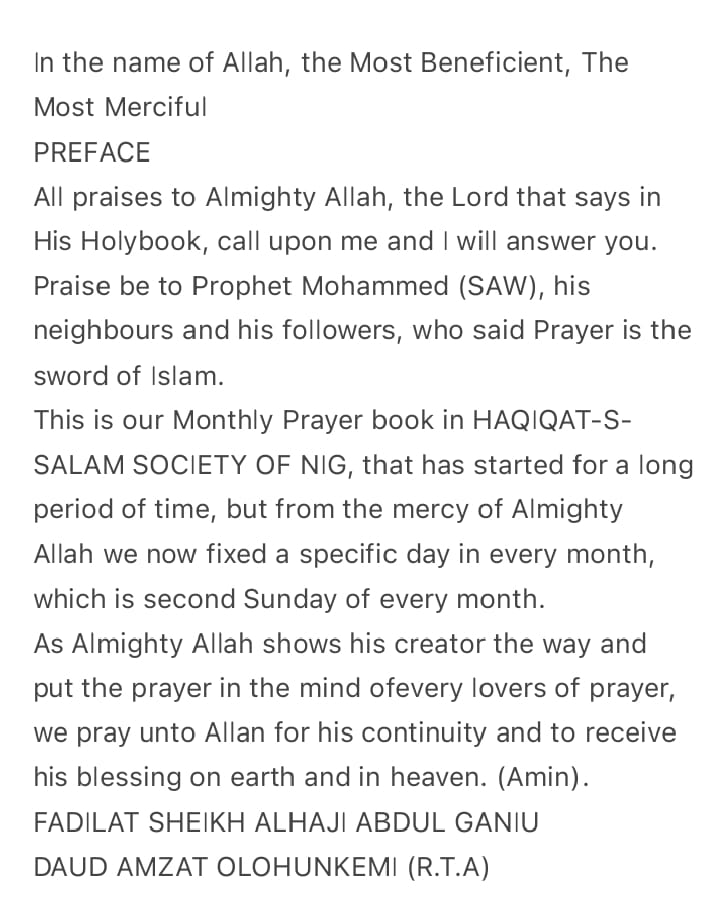 In the name of Allah, the Most Beneficient, The
Most Merciful
PREFACE
All praises to Almighty Allah, the Lord that says in
His Holybook, call upon me and I will answer you.
Praise be to Prophet Mohammed (SAW), his
neighbours and his followers, who said Prayer is the
sword of Islam.
This is our Monthly Prayer book in HAQIQAT-S-
SALAM SOCIETY OF NIG, that has started for a long
period of time, but from the mercy of Almighty
Allah we now fixed a specific day in every month,
which is second Sunday of every month.
As Almighty Allah shows his creator the way and
put the prayer in the mind ofevery lovers of prayer,
we pray unto Allan for his continuity and to receive
his blessing on earth and in heaven. (Amin).
FADILAT SHEIKH ALHAJI ABDUL GANIU
DAUD AMZAT OLOHUNKEMI (R.T.A)